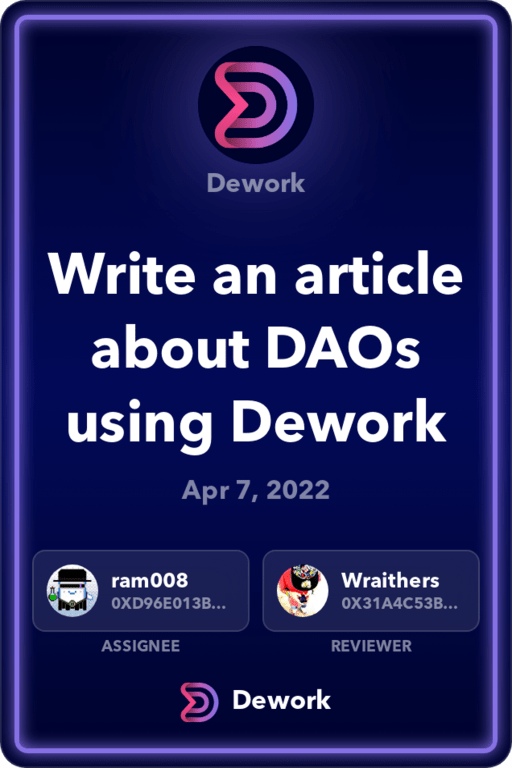 Dework
Write an article
about DAOs
using Dework
Apr 7, 2022
ram008
0XD96E013B...
ASSIGNEE
Wraithers
0X31A4C53B...
REVIEWER
Dework